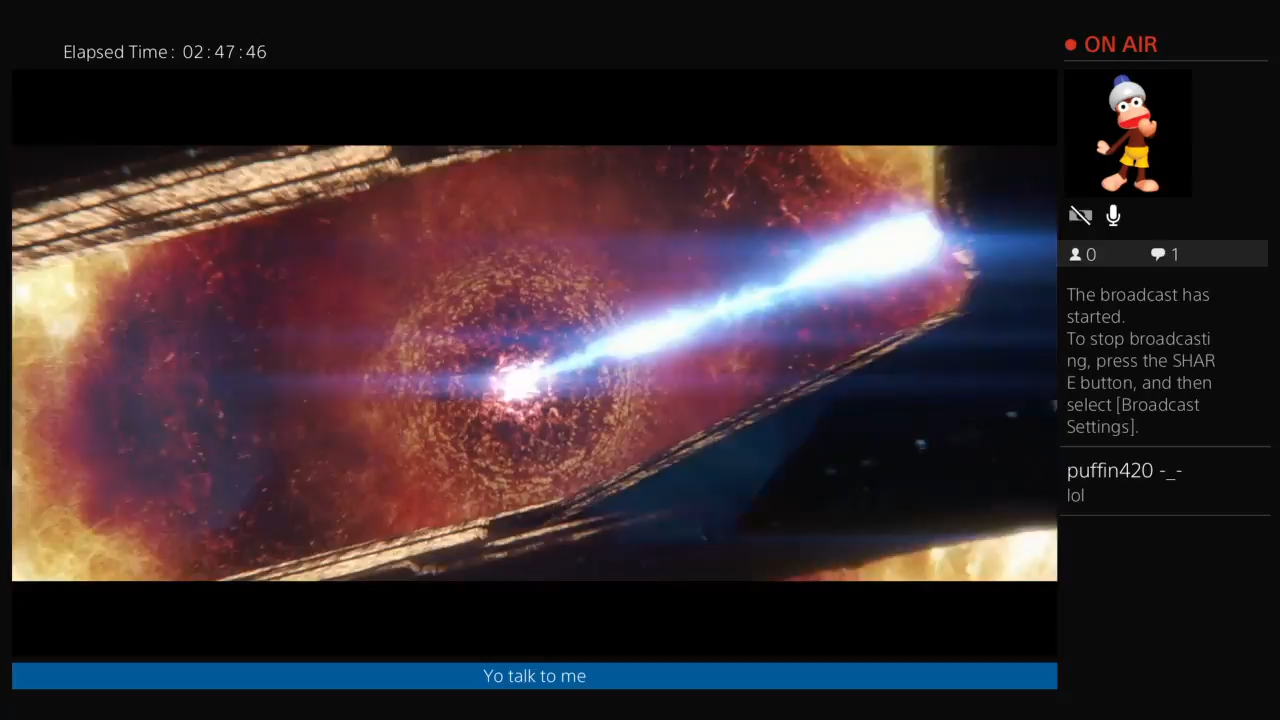 Elapsed Time: 02:47:46
ON AIR
0
1
The broadcast has
started.
To stop broadcasti
ng, press the SHAR
E button, and then
select [Broadcast
Settings].
puffin420 -_-
lol
Yo talk to me